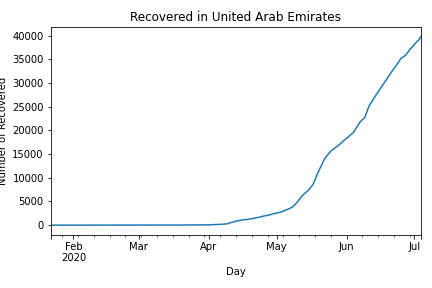 Recovered in United Arab Emirates
40000
35000
30000
25000
20000
15000
10000
5000
0
Number of Recovered
Feb Mar Apr May Jun Jul
2020
Day